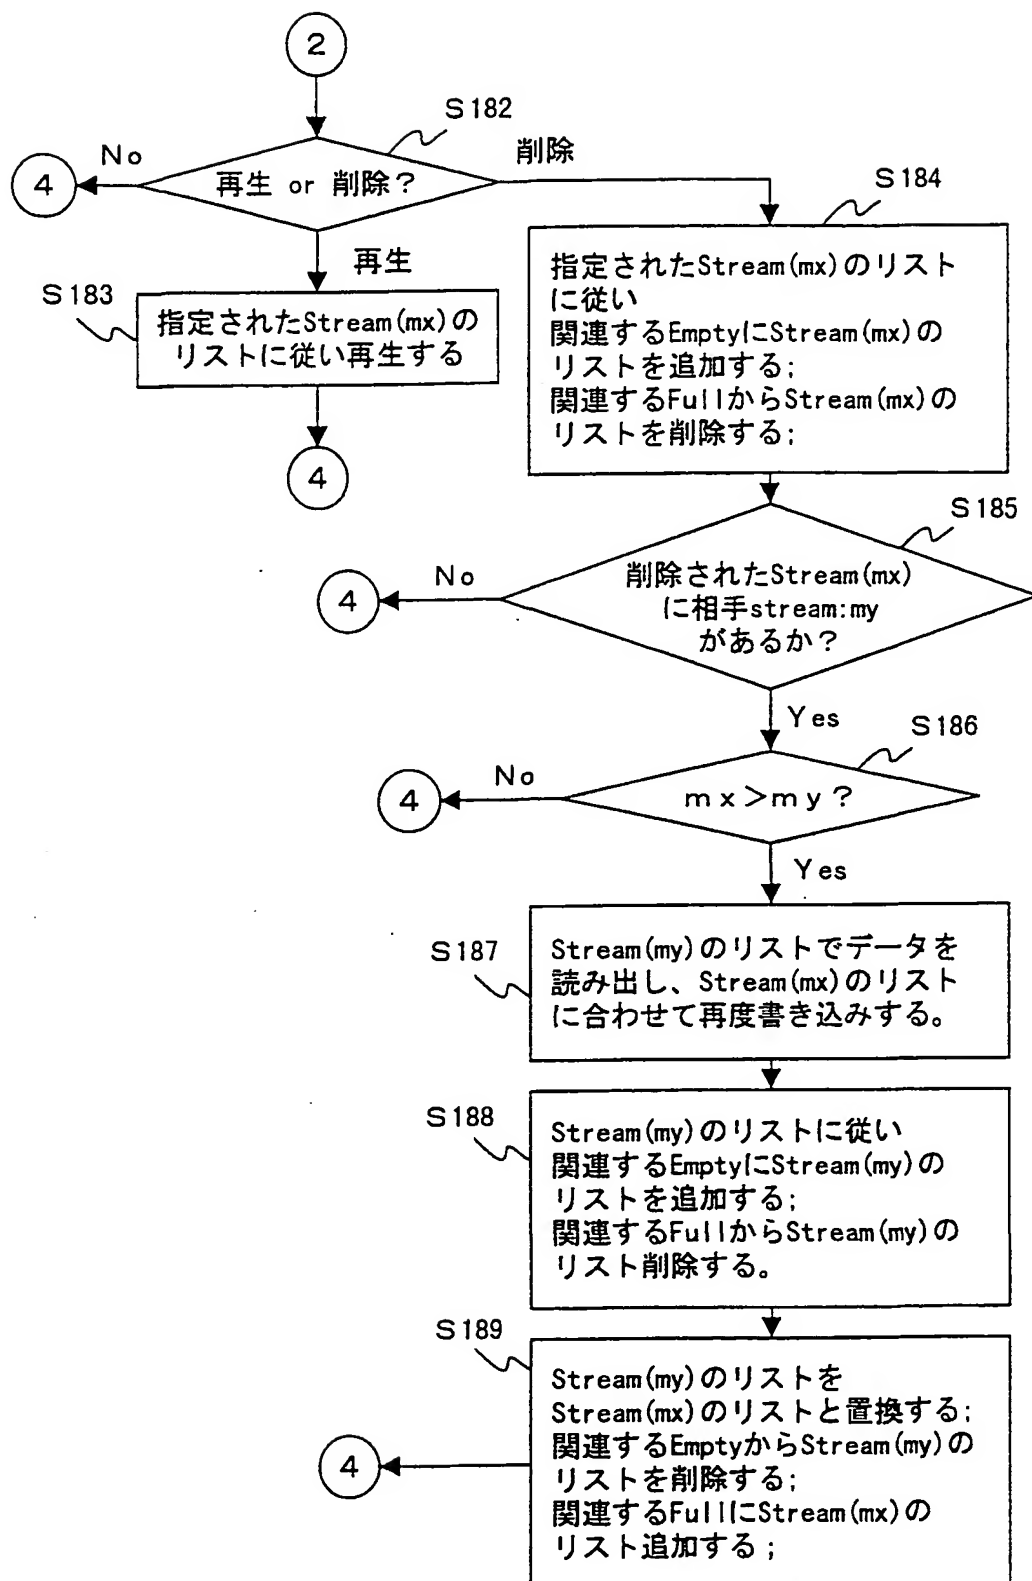 2
S182
No
削除
4
再生 or 削除？
S184
再生
S183
指定されたStream(mx)の
リストに従い再生する
4
指定されたStream(mx)のリスト
に従い
関連するEmptyにStream(mx)の
リストを追加する;
関連するFullからStream(mx)の
リストを削除する;
S185
No
4
削除されたStream(mx)
に相手stream:my
があるか？
Yes
S186
No
4
mx>my？
Yes
S187
Stream(my)のリストでデータを
読み出し、Stream(mx)のリスト
に合わせて再度書き込みする。
S188
Stream(my)のリストに従い
関連するEmptyにStream(my)の
リストを追加する;
関連するFullからStream(my)の
リスト削除する。
S189
Stream(my)のリストを
Stream(mx)のリストと置換する;
関連するEmptyからStream(my)の
リストを削除する;
関連するFullにStream(mx)の
リスト追加する;
4